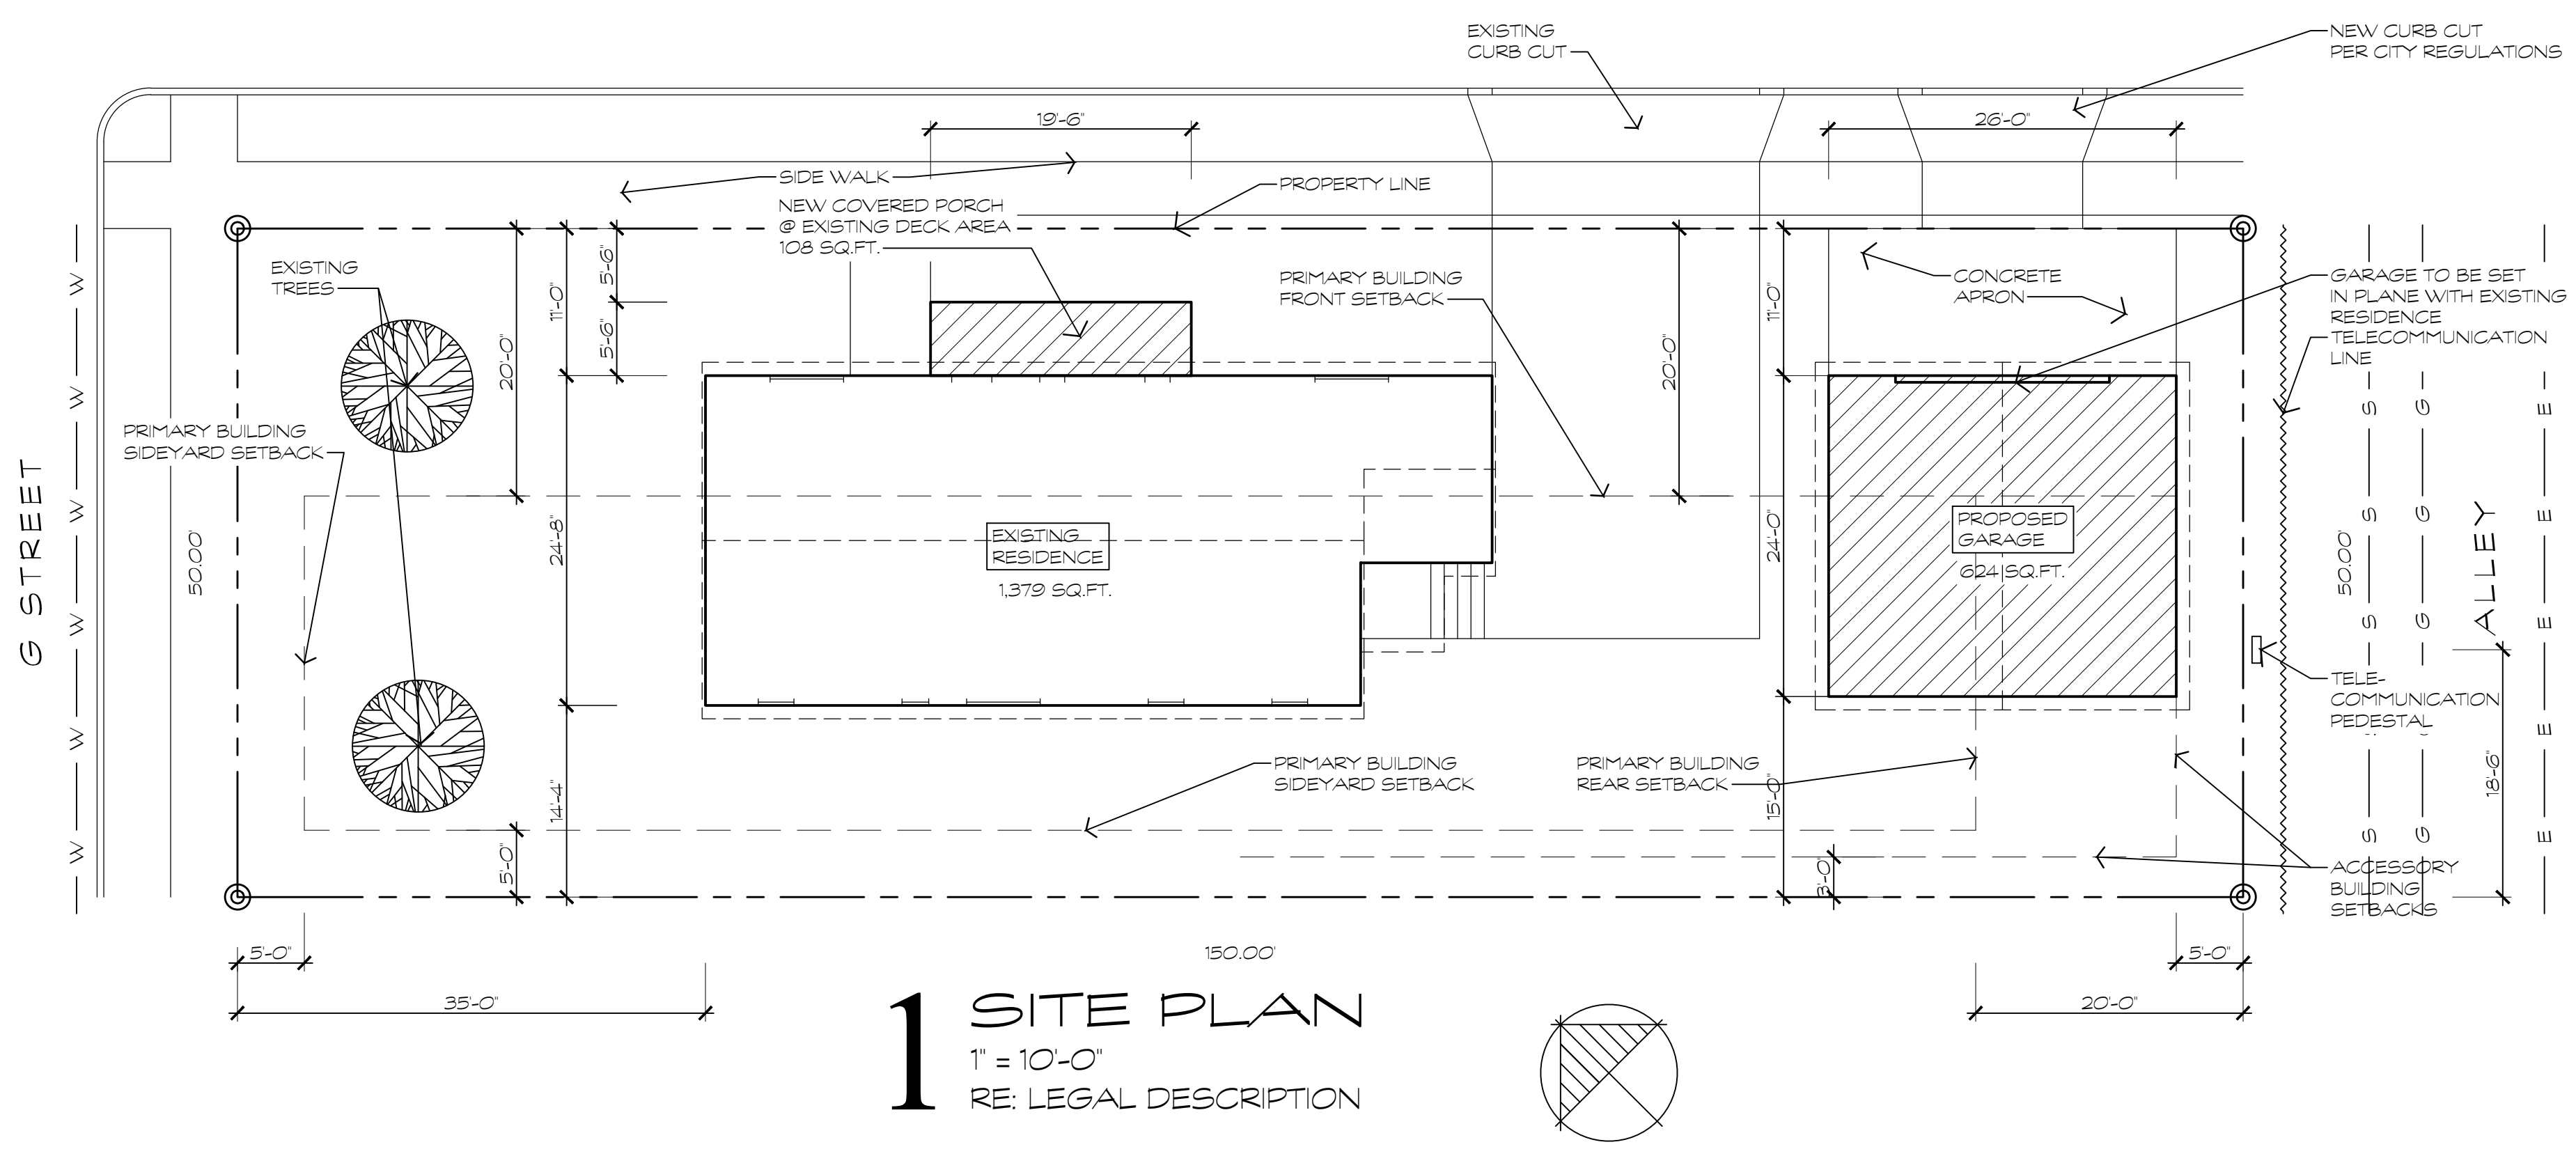 EXISTING
CURB CUT
NEW CURB CUT
PER CITY REGULATIONS
19'-6"
26'-0"
SIDE WALK
PROPERTY LINE
NEW COVERED PORCH
@ EXISTING DECK AREA
108 SQ.FT.
EXISTING
TREES
PRIMARY BUILDING
FRONT SETBACK
CONCRETE
APRON
GARAGE TO BE SET
IN PLANE WITH EXISTING
RESIDENCE
TELECOMMUNICATION
LINE
5'-6"
11'-0"
5'-6"
20'-0"
11'-0"
20'-0"
PRIMARY BUILDING
SIDEYARD SETBACK
G STREET
W
W
W
W
W
W
50.00'
24'-8"
EXISTING
RESIDENCE
1,379 SQ.FT.
24'-0"
PROPOSED
GARAGE
624 SQ.FT.
50.00'
S
S
S
S
S
G
G
G
G
ALLEY
E
E
E
E
E
TELE-
COMMUNICATION
PEDESTAL
PRIMARY BUILDING
SIDEYARD SETBACK
PRIMARY BUILDING
REAR SETBACK
14'-4"
15'-0"
18'-6"
5'-0"
3'-0"
ACCESSORY
BUILDING
SETBACKS
5'-0"
150.00'
5'-0"
35'-0"
20'-0"
1 SITE PLAN
1" = 10'-0"
RE: LEGAL DESCRIPTION